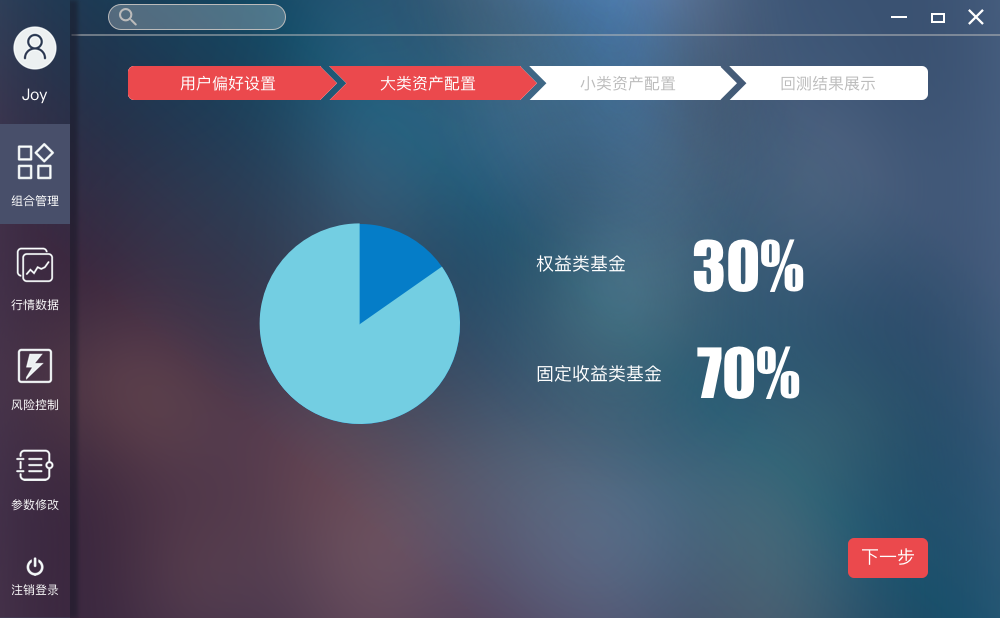 Joy
组合管理
行情数据
风险控制
参数修改
注销登录
用户偏好设置
大类资产配置
小类资产配置
回测结果展示
权益类基金 30%
固定收益类基金 70%
下一步